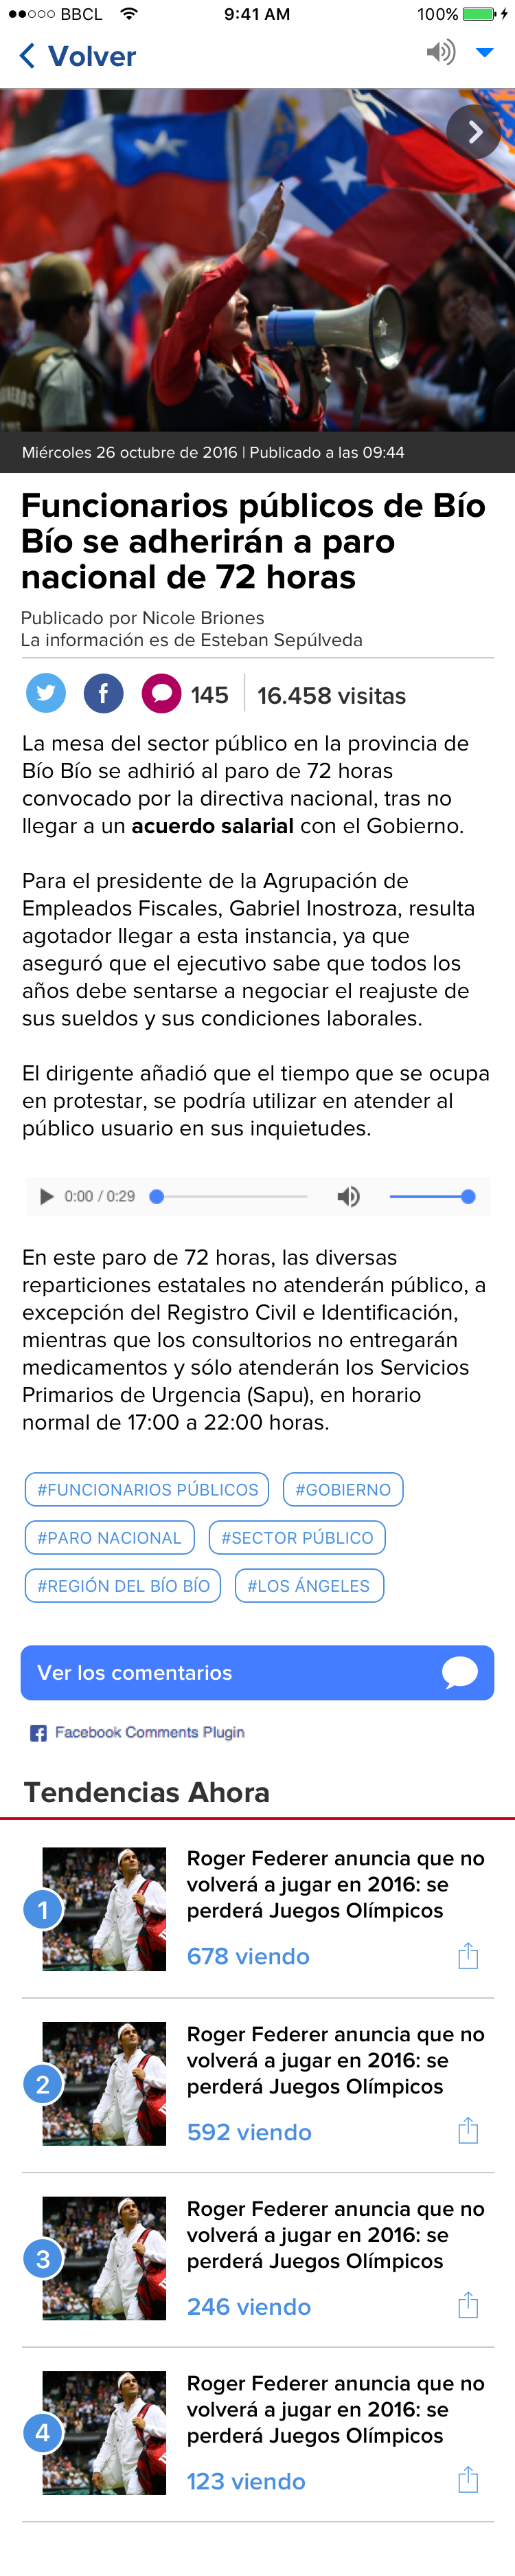 BBCL
9:41 AM
100%
Volver
Miércoles 26 octubre de 2016 | Publicado a las 09:44
Funcionarios públicos de Bío
Bío se adherirán a paro
nacional de 72 horas
Publicado por Nicole Briones
La información es de Esteban Sepúlveda
f
145
16.458 visitas
La mesa del sector público en la provincia de
Bío Bío se adhirió al paro de 72 horas
convocado por la directiva nacional, tras no
llegar a un acuerdo salarial con el Gobierno.
Para el presidente de la Agrupación de
Empleados Fiscales, Gabriel Inostroza, resulta
agotador llegar a esta instancia, ya que
aseguró que el ejecutivo sabe que todos los
años debe sentarse a negociar el reajuste de
sus sueldos y sus condiciones laborales.
El dirigente añadió que el tiempo que se ocupa
en protestar, se podría utilizar en atender al
público usuario en sus inquietudes.
0:00 / 0:29
En este paro de 72 horas, las diversas
reparticiones estatales no atenderán público, a
excepción del Registro Civil e Identificación,
mientras que los consultorios no entregarán
medicamentos y sólo atenderán los Servicios
Primarios de Urgencia (Sapu), en horario
normal de 17:00 a 22:00 horas.
#FUNCIONARIOS PÚBLICOS
#GOBIERNO
#PARO NACIONAL
#SECTOR PÚBLICO
#REGIÓN DEL BÍO BÍO
#LOS ÁNGELES
Ver los comentarios
Facebook Comments Plugin
Tendencias Ahora
1
Roger Federer anuncia que no
volverá a jugar en 2016: se
perderá Juegos Olímpicos
678 viendo
2
Roger Federer anuncia que no
volverá a jugar en 2016: se
perderá Juegos Olímpicos
592 viendo
3
Roger Federer anuncia que no
volverá a jugar en 2016: se
perderá Juegos Olímpicos
246 viendo
4
Roger Federer anuncia que no
volverá a jugar en 2016: se
perderá Juegos Olímpicos
123 viendo